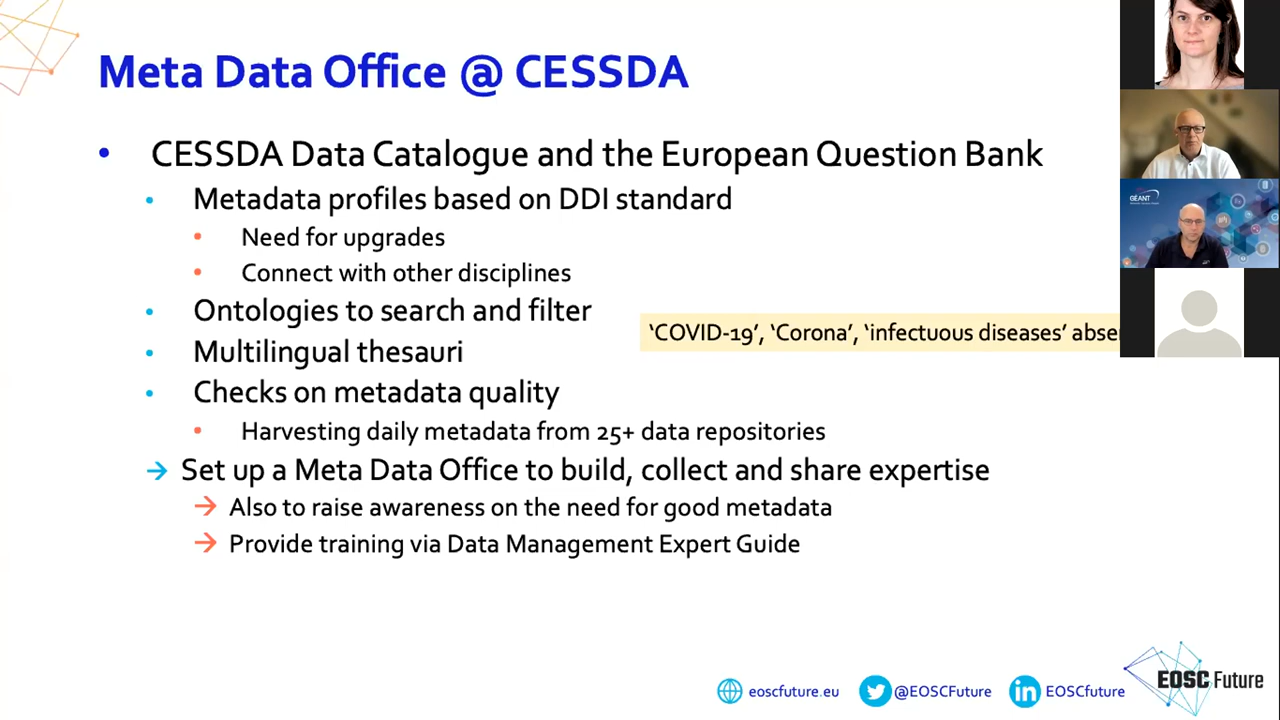 Meta Data Office @ CESSDA
• CESSDA Data Catalogue and the European Question Bank
• Metadata profiles based on DDI standard
• Need for upgrades
• Connect with other disciplines
• Ontologies to search and filter
‘COVID-19’, ‘Corona’, ‘infectuous diseases’
• Multilingual thesauri
• Checks on metadata quality
• Harvesting daily metadata from 25+ data repositories
→ Set up a Meta Data Office to build, collect and share expertise
→ Also to raise awareness on the need for good metadata
→ Provide training via Data Management Expert Guide
GÉANT
eoscfuture.eu
@EOSCFuture
EOSCfuture
EOSC Future